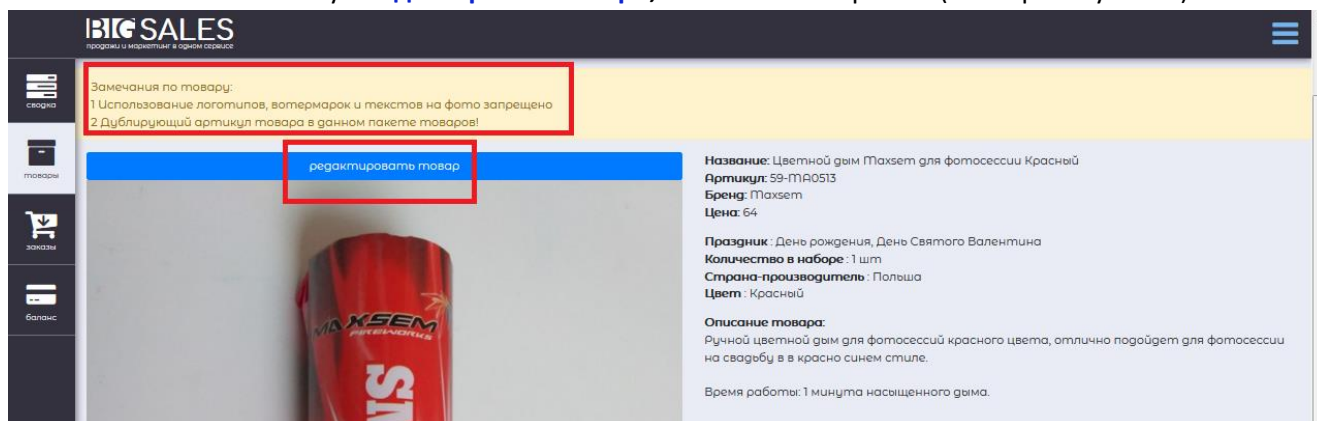 BIG SALES
продажи и маркетинг в одном сервисе
Замечания по товару:
1 Использование логотипов, вотермарок и текстов на фото запрещено
2 Дублирующий артикул товара в данном пакете товаров!
сводка
товары
заказы
баланс
редактировать товар
MAXSEM
FIREWORKS
Название: Цветной дым Maxsem для фотосессии Красный
Артикул: 59-MA0513
Бренд: Maxsem
Цена: 64
Праздник : День рождения, День Святого Валентина
Количество в наборе : 1 шт
Страна-производитель : Польша
Цвет : Красный
Описание товара:
Ручной цветной дым для фотосессий красного цвета, отлично подойдет для фотосессии
на свадьбу в в красно синем стиле.
Время работы: 1 минута насыщенного дыма.